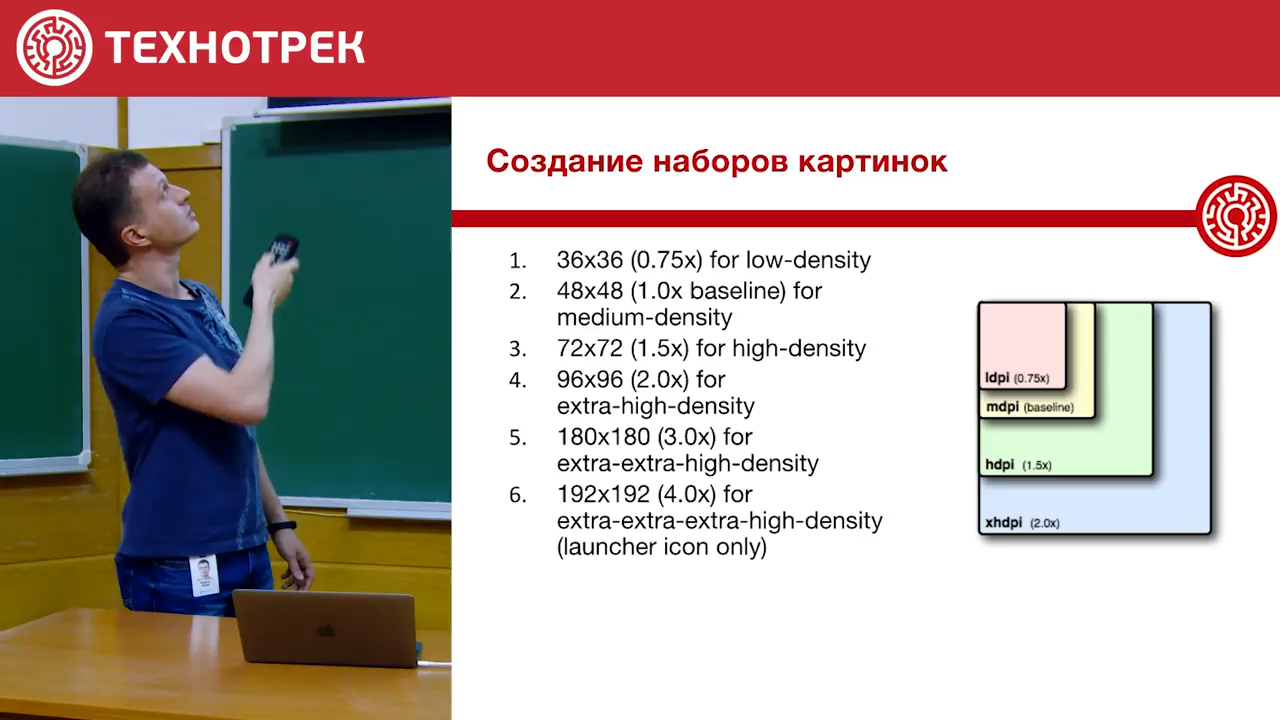 ТЕХНОТРЕК
Создание наборов картинок
1. 36x36 (0.75x) for low-density
2. 48x48 (1.0x baseline) for
medium-density
3. 72x72 (1.5x) for high-density
4. 96x96 (2.0x) for
extra-high-density
5. 180x180 (3.0x) for
extra-extra-high-density
6. 192x192 (4.0x) for
extra-extra-extra-high-density
(launcher icon only)
ldpi (0.75x)
mdpi (baseline)
hdpi (1.5x)
xhdpi (2.0x)